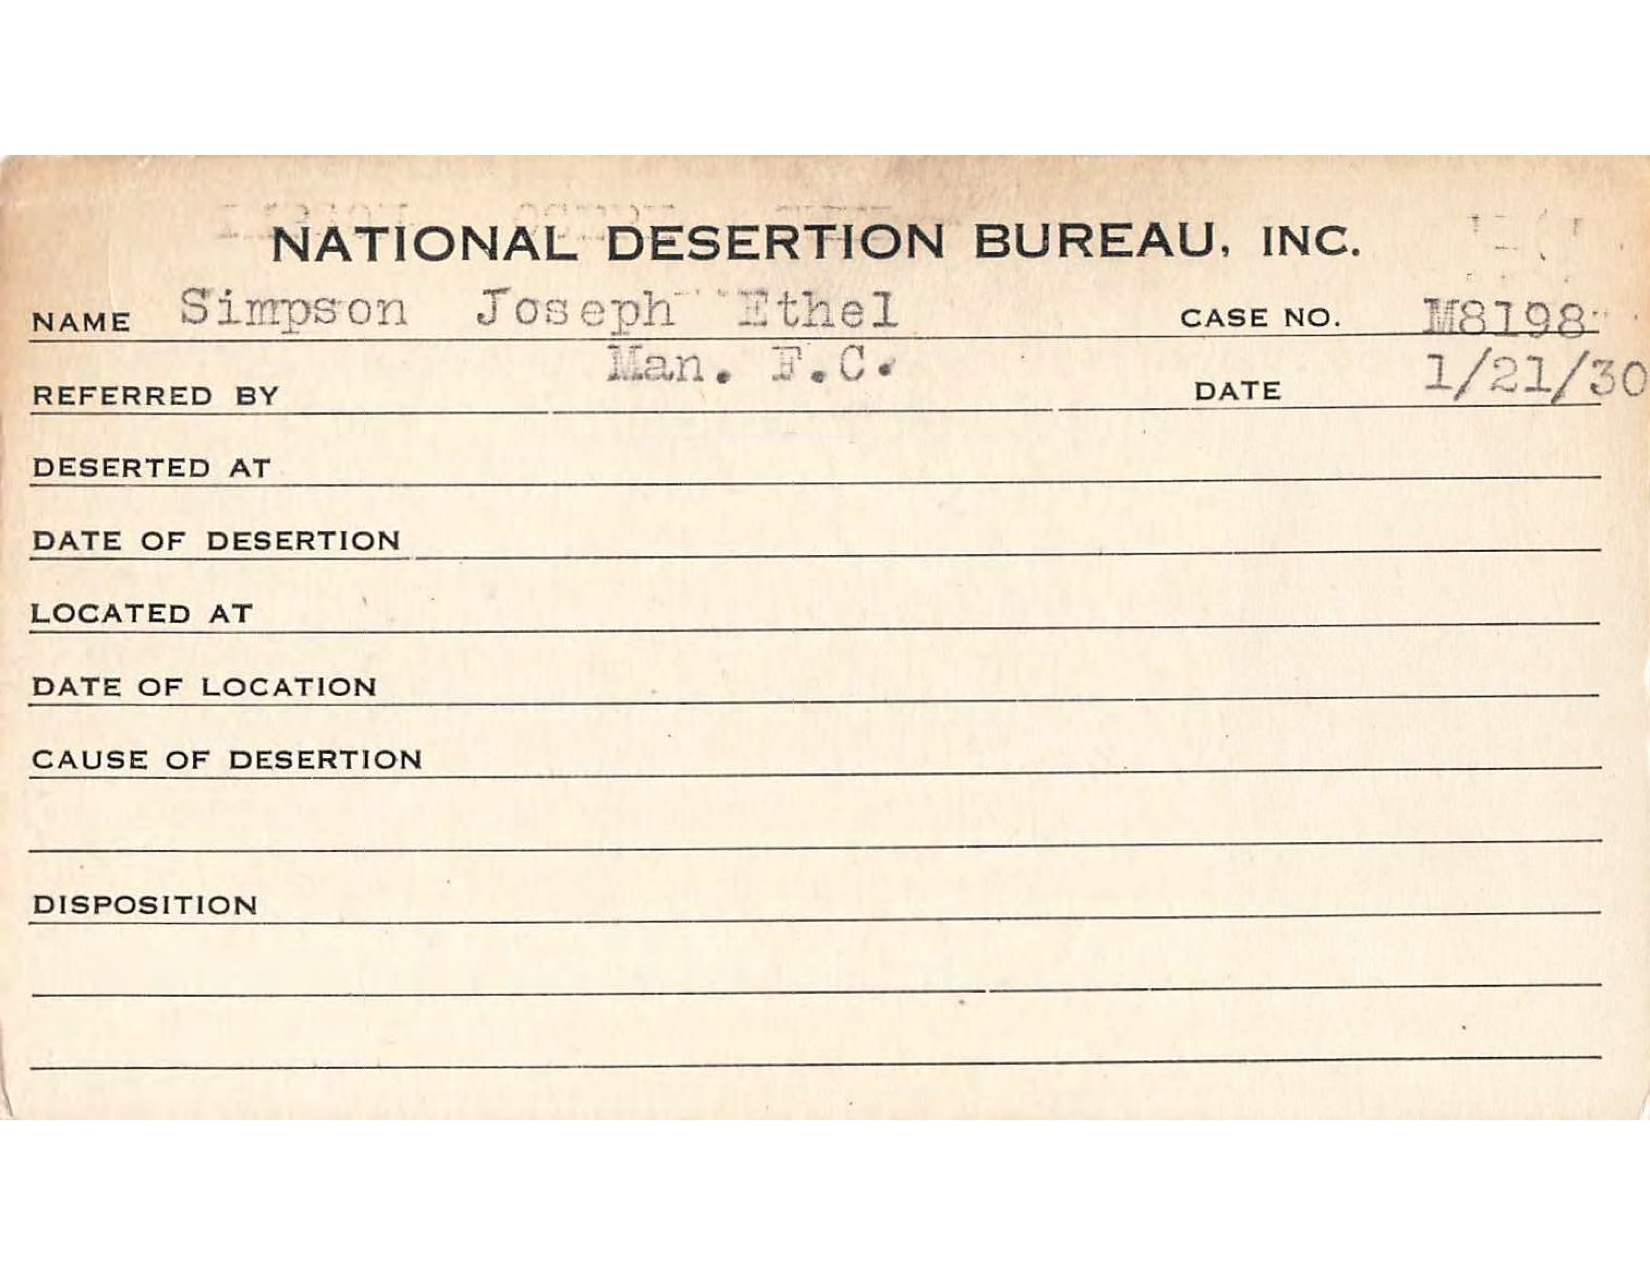 NATIONAL DESERTION BUREAU, INC.
NAME Simpson Joseph Ethel CASE NO. M8198
REFERRED BY Man. F.C. DATE 1/21/30
DESERTED AT
DATE OF DESERTION
LOCATED AT
DATE OF LOCATION
CAUSE OF DESERTION
DISPOSITION